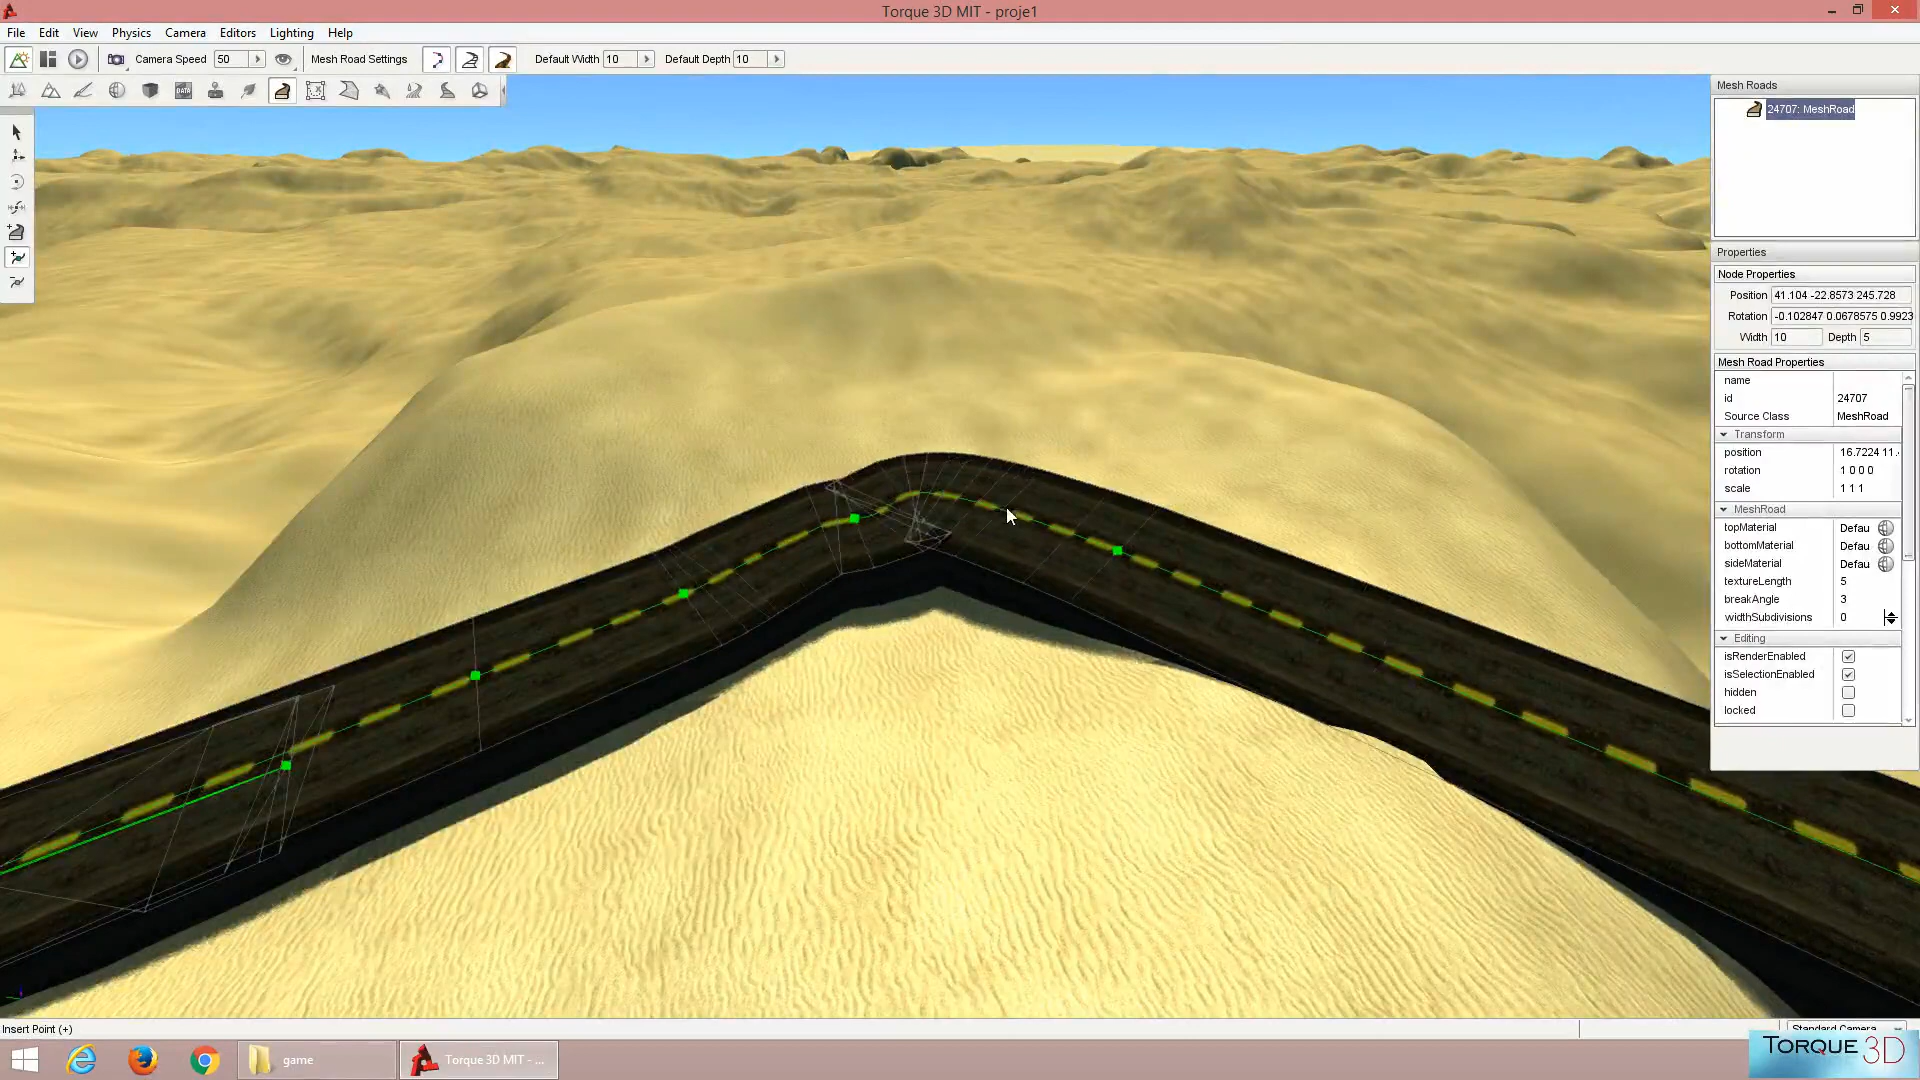 Torque 3D MIT - proje1
File Edit View Physics Camera Editors Lighting Help
Camera Speed 50 Mesh Road Settings Default Width 10 Default Depth 10
DATA
Mesh Roads
24707: MeshRoad
Properties
Node Properties
Position 41.104 -22.8573 245.728
Rotation -0.102847 0.0678575 0.9923
Width 10 Depth 5
Mesh Road Properties
name
id 24707
Source Class MeshRoad
Transform
position 16.7224 11.
rotation 1 0 0 0
scale 1 1 1
MeshRoad
topMaterial Defau
bottomMaterial Defau
sideMaterial Defau
textureLength 5
breakAngle 3
widthSubdivisions 0
Editing
isRenderEnabled
isSelectionEnabled
hidden
locked
Insert Point (+)
Standard Camera
game
Torque 3D MIT - ...
TORQUE 3D